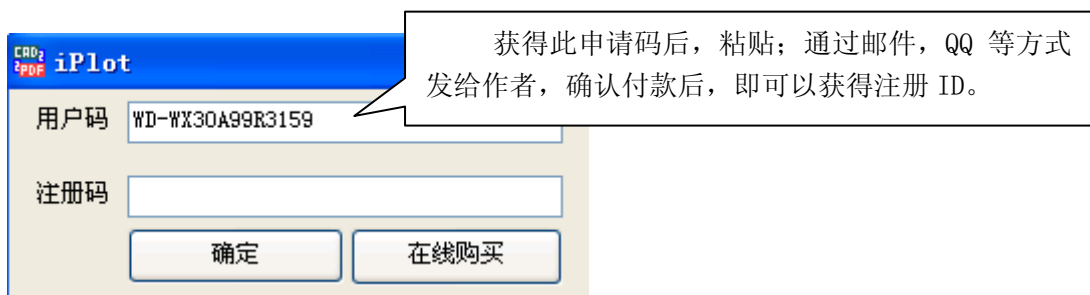 CAD2
2PDF
iPlot
获得此申请码后，粘贴；通过邮件，QQ 等方式
发给作者，确认付款后，即可以获得注册 ID。
用户码 WD-WX30A99R3159
注册码
确定 在线购买